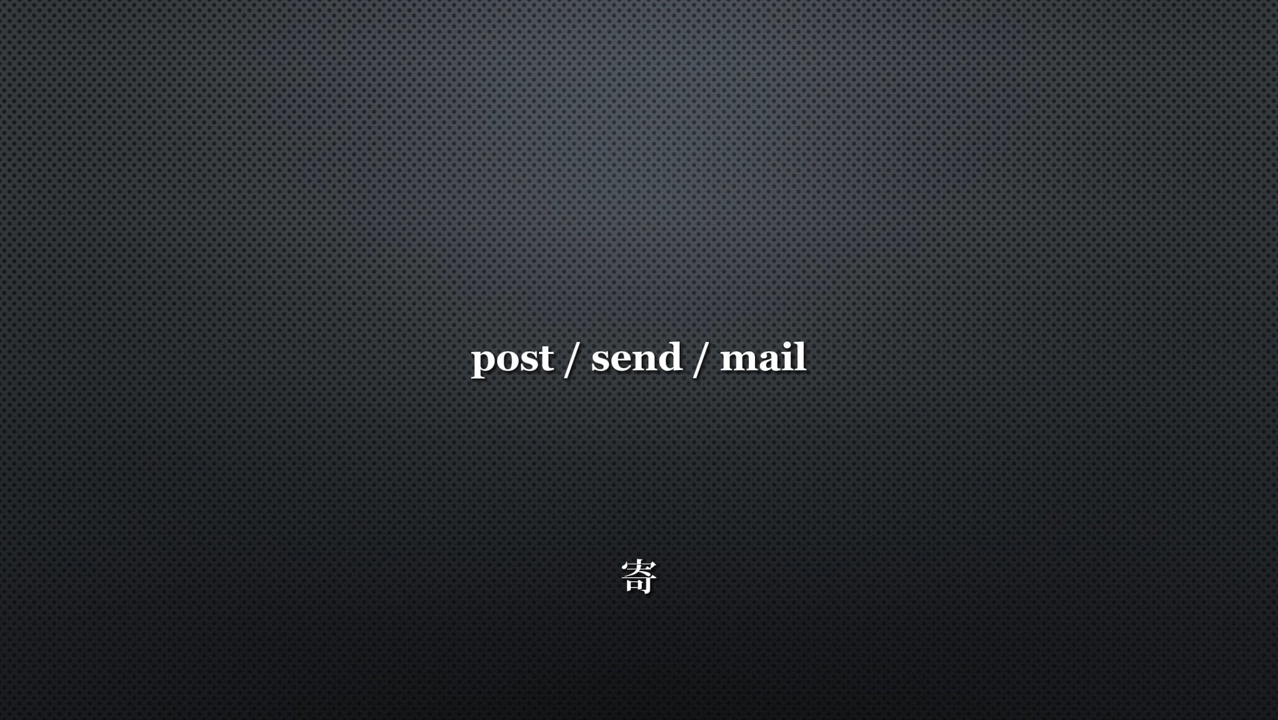 post / send / mail
寄